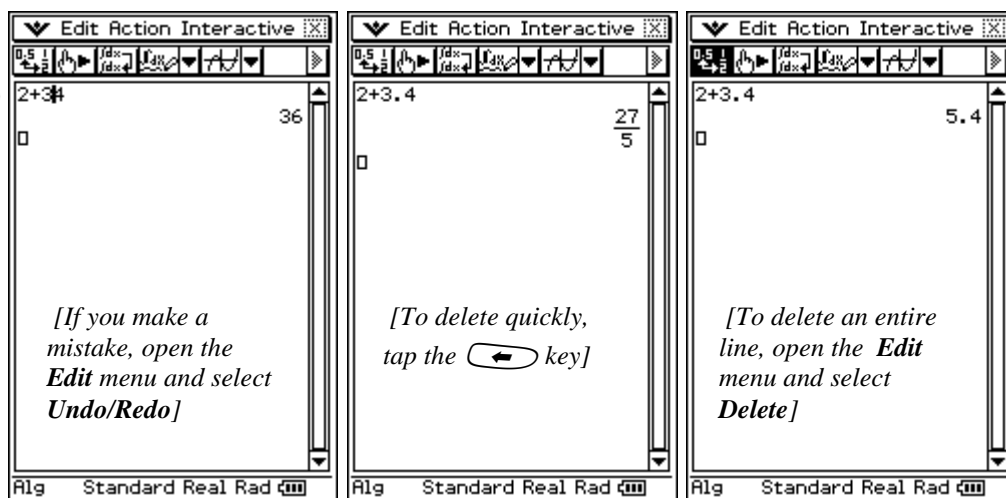 Edit Action Interactive
2+34
36
[If you make a
mistake, open the
Edit menu and select
Undo/Redo]
Alg Standard Real Rad
Edit Action Interactive
2+3.4
27
5
[To delete quickly,
tap the key]
Alg Standard Real Rad
Edit Action Interactive
2+3.4
5.4
[To delete an entire
line, open the Edit
menu and select
Delete]
Alg Standard Real Rad